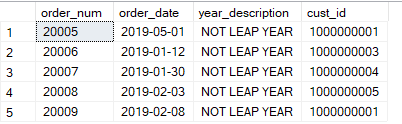 order_num order_date year_description cust_id
1 20005 2019-05-01 NOT LEAP YEAR 1000000001
2 20006 2019-01-12 NOT LEAP YEAR 1000000003
3 20007 2019-01-30 NOT LEAP YEAR 1000000004
4 20008 2019-02-03 NOT LEAP YEAR 1000000005
5 20009 2019-02-08 NOT LEAP YEAR 1000000001